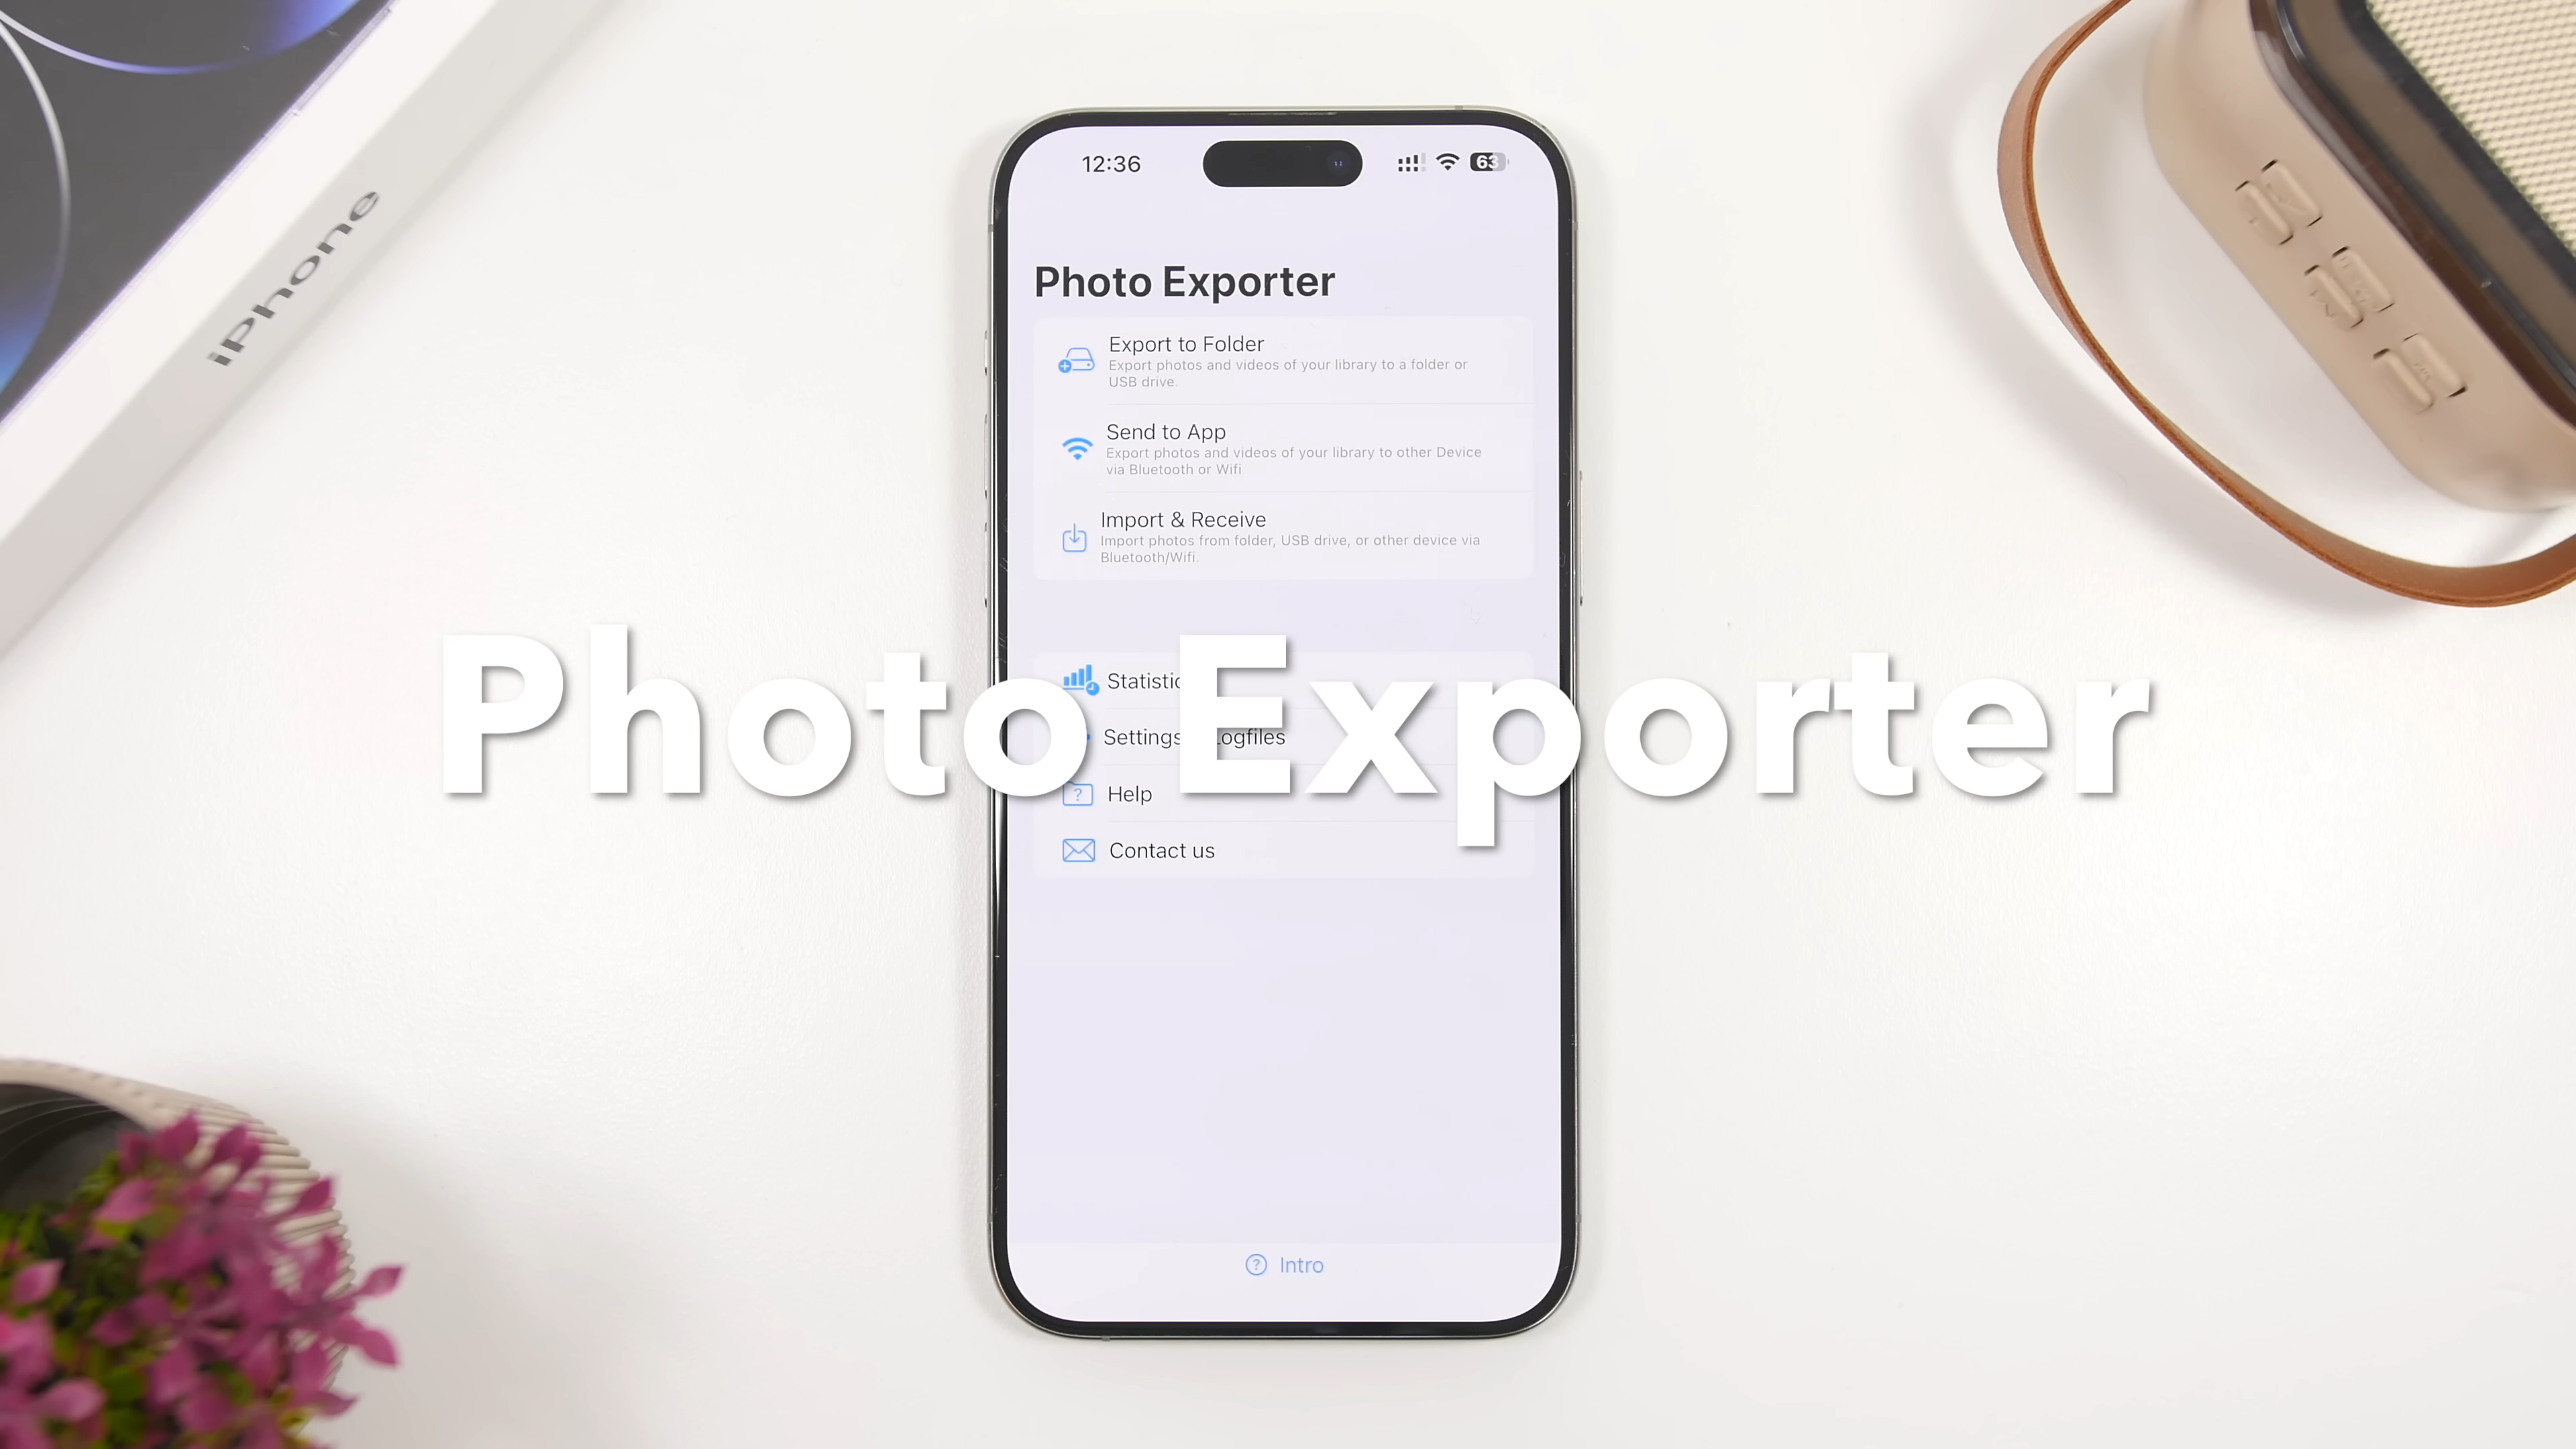 iPhone
12:36
63
Photo Exporter
Export to Folder
Export photos and videos of your library to a folder or
USB drive.
Send to App
Export photos and videos of your library to other Device
via Bluetooth or Wifi
Import & Receive
Import photos from folder, USB drive, or other device via
Bluetooth/Wifi.
Photo Exporter
Settings
Logfiles
Help
Contact us
Intro